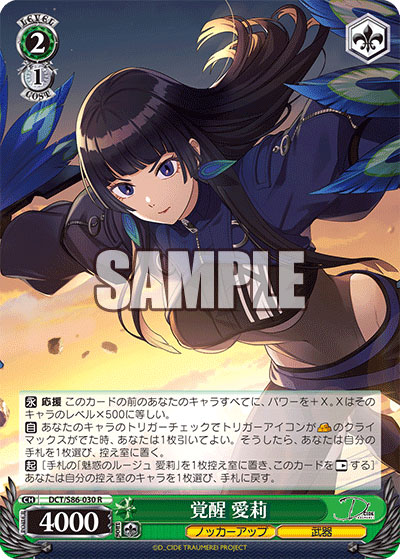 LEVEL
2
1
COST
SAMPLE
永 応援 このカードの前のあなたのキャラすべてに、パワーを＋X。Xはその
キャラのレベル×500に等しい。
自 あなたのキャラのトリガーチェックでトリガーアイコンが のクライ
マックスがでた時、あなたは1枚引いてよい。そうしたら、あなたは自分の
手札を1枚選び、控え室に置く。
起 ［手札の「魅惑のルージュ 愛莉」を1枚控え室に置き、このカードを する］
あなたは自分の控え室のキャラを1枚選び、手札に戻す。
CH DCT/S86-030 R
覚醒 愛莉
4000
ノッカーアップ
武器
©D_CIDE TRAUMEREI PROJECT